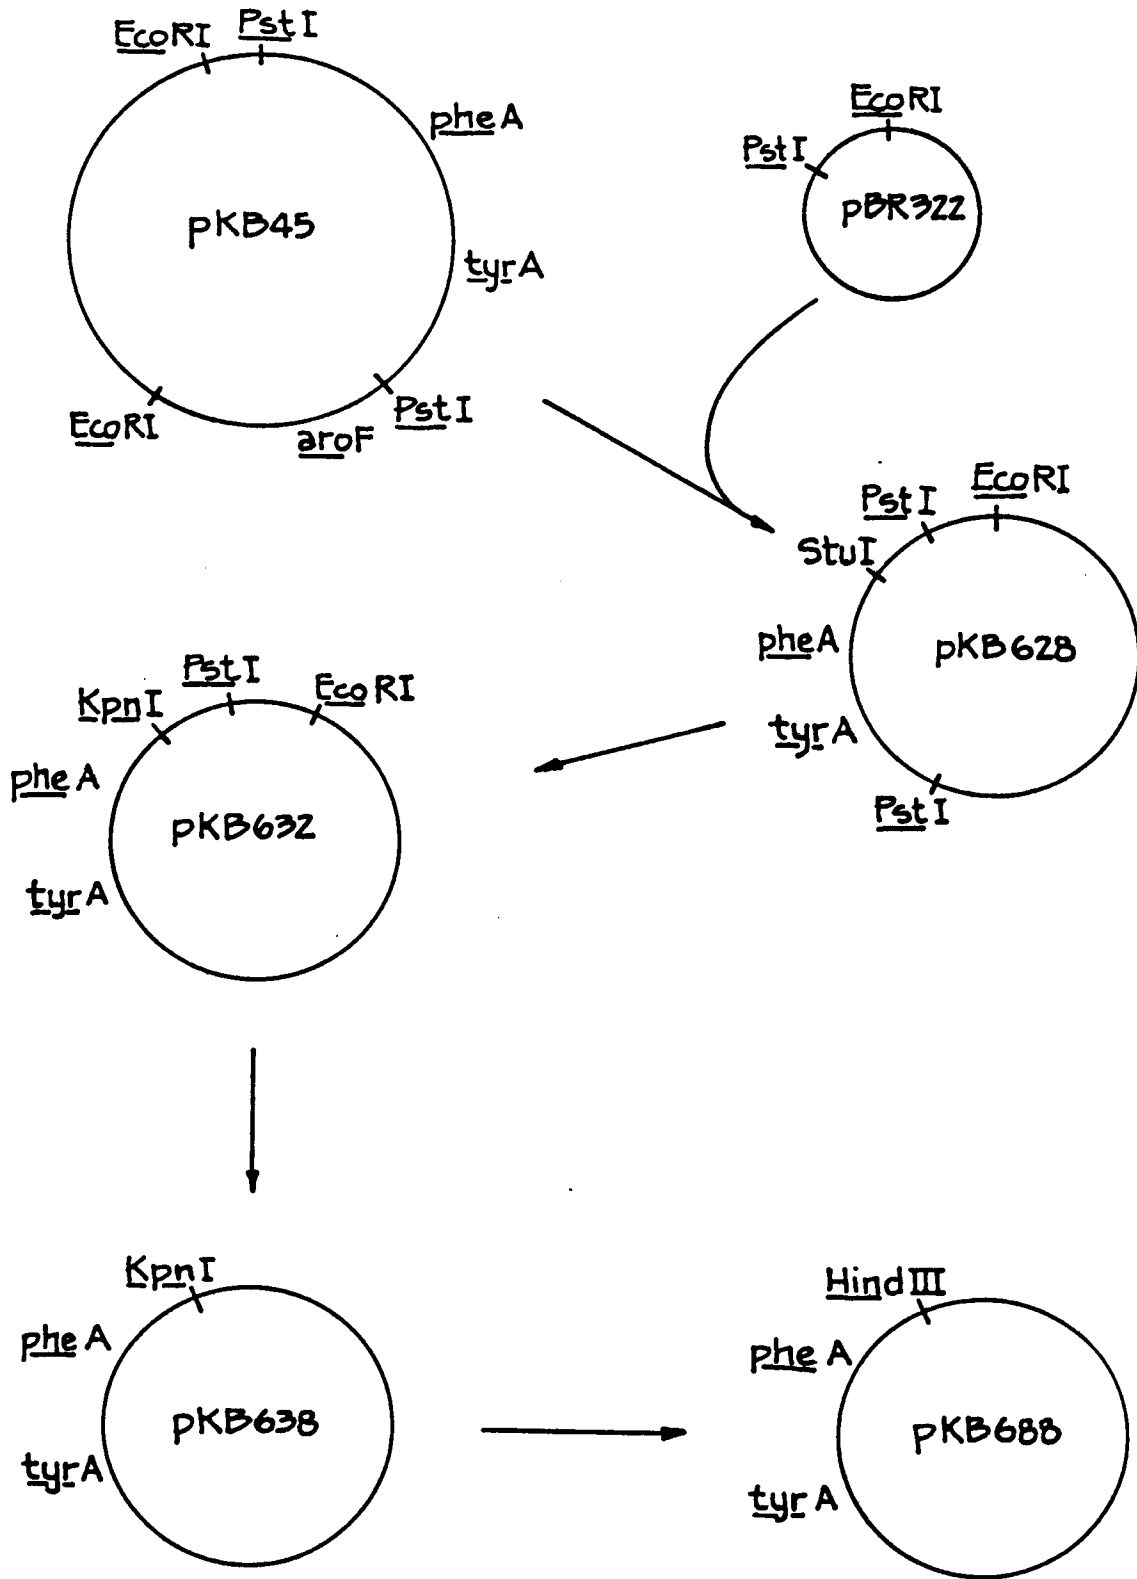 EcoRI
PstI
pheA
pKB45
tyrA
PstI
EcoRI
aroF
EcoRI
PstI
pBR322
EcoRI
PstI
StuI
pheA
pKB628
tyrA
PstI
PstI
EcoRI
KpnI
pheA
pKB632
tyrA
KpnI
pheA
pKB638
tyrA
HindIII
pheA
pKB688
tyrA